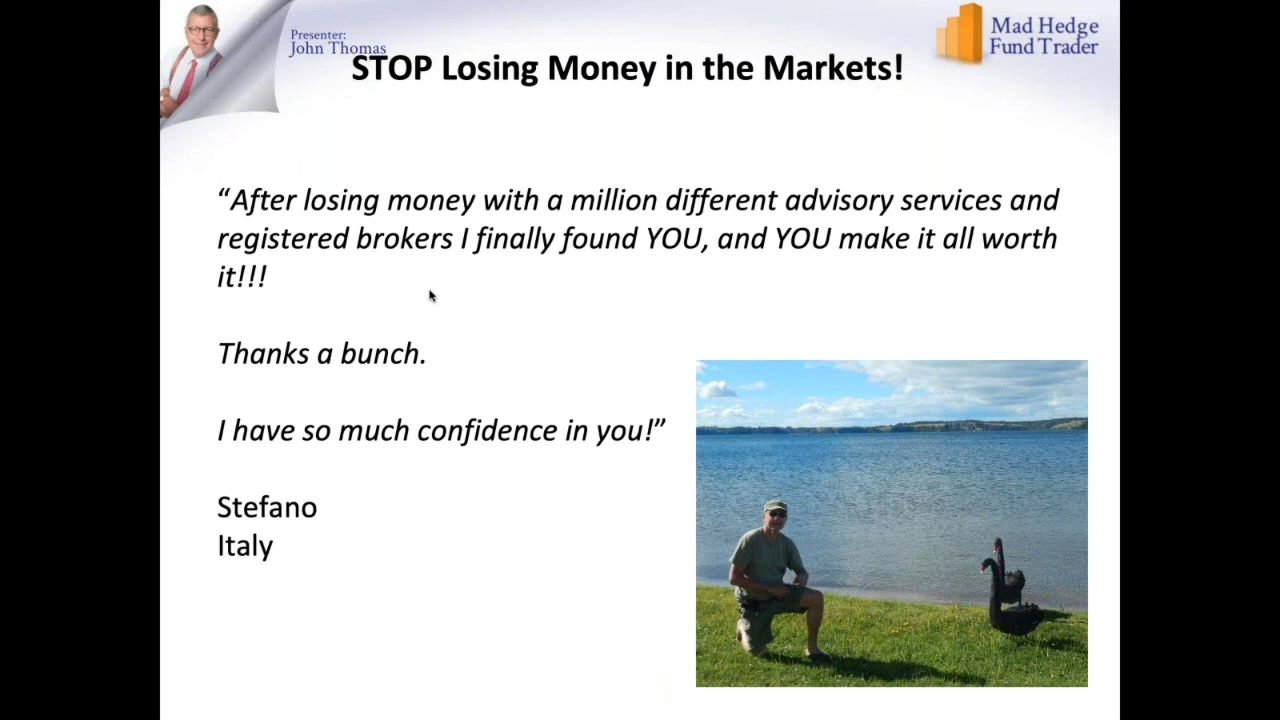 Presenter:
John Thomas
Mad Hedge
Fund Trader
STOP Losing Money in the Markets!
“After losing money with a million different advisory services and
registered brokers I finally found YOU, and YOU make it all worth
it!!!
Thanks a bunch.
I have so much confidence in you!”
Stefano
Italy